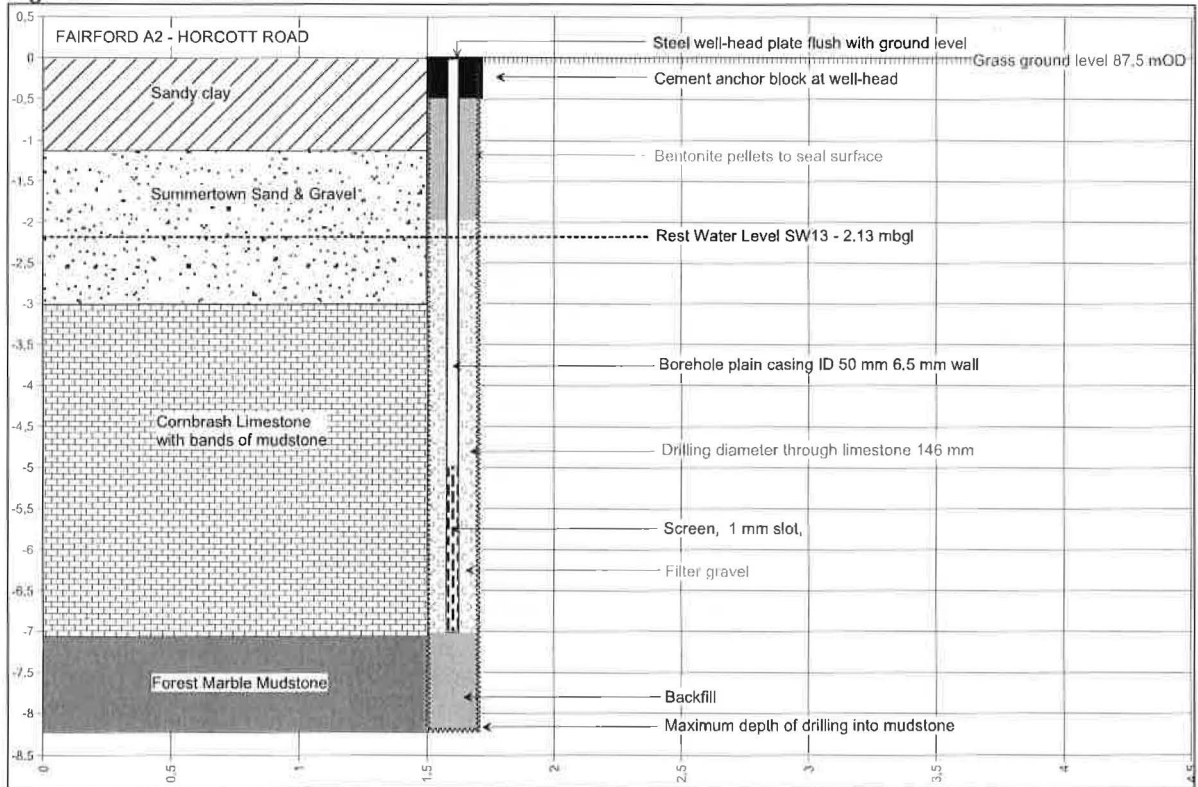 0.5
FAIRFORD A2 - HORCOTT ROAD
Steel well-head plate flush with ground level
0
Grass ground level 87.5 mOD
Cement anchor block at well-head
Sandy clay
-0.5
-1
Bentonite pellets to seal surface
-1.5
Summertown Sand & Gravel
-2
Rest Water Level SW13 - 2.13 mbgl
-2.5
-3
-3.5
Borehole plain casing ID 50 mm 6.5 mm wall
-4
Cornbrash Limestone
with bands of mudstone
-4.5
Drilling diameter through limestone 146 mm
-5
-5.5
Screen, 1 mm slot,
-6
Filter gravel
-6.5
-7
-7.5
Forest Marble Mudstone
Backfill
-8
Maximum depth of drilling into mudstone
-8.5
0
0.5
1
1.5
2
2.5
3
3.5
4
4.5